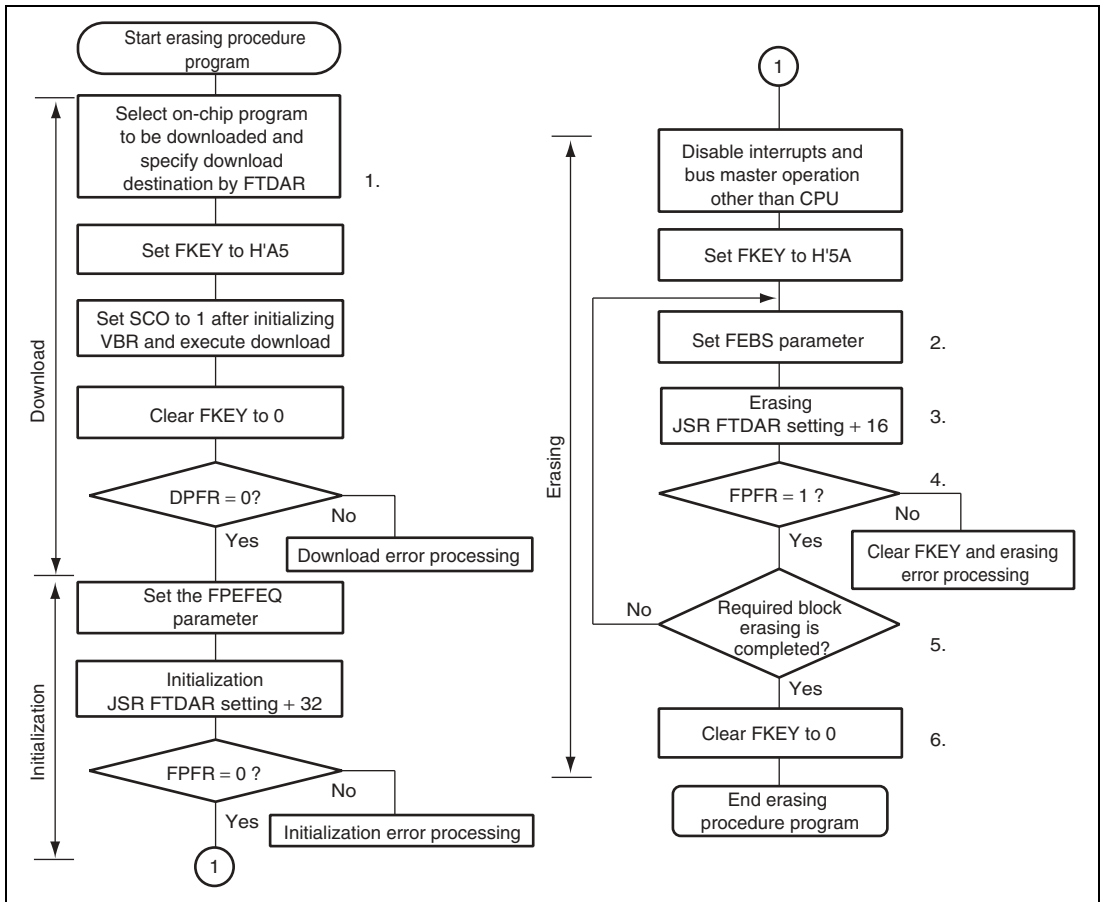 Start erasing procedure
program
Select on-chip program
to be downloaded and
specify download
destination by FTDAR
1.
Set FKEY to H'A5
Set SCO to 1 after initializing
VBR and execute download
Clear FKEY to 0
DPFR = 0?
No
Yes
Download error processing
Download
Set the FPEFEQ
parameter
Initialization
JSR FTDAR setting + 32
FPFR = 0 ?
No
Yes
Initialization error processing
Initialization
1
1
Disable interrupts and
bus master operation
other than CPU
Set FKEY to H'5A
Set FEBS parameter
2.
Erasing
JSR FTDAR setting + 16
3.
4.
FPFR = 1 ?
No
Yes
Clear FKEY and erasing
error processing
No
Required block
erasing is
completed?
5.
Yes
Clear FKEY to 0
6.
Erasing
End erasing
procedure program